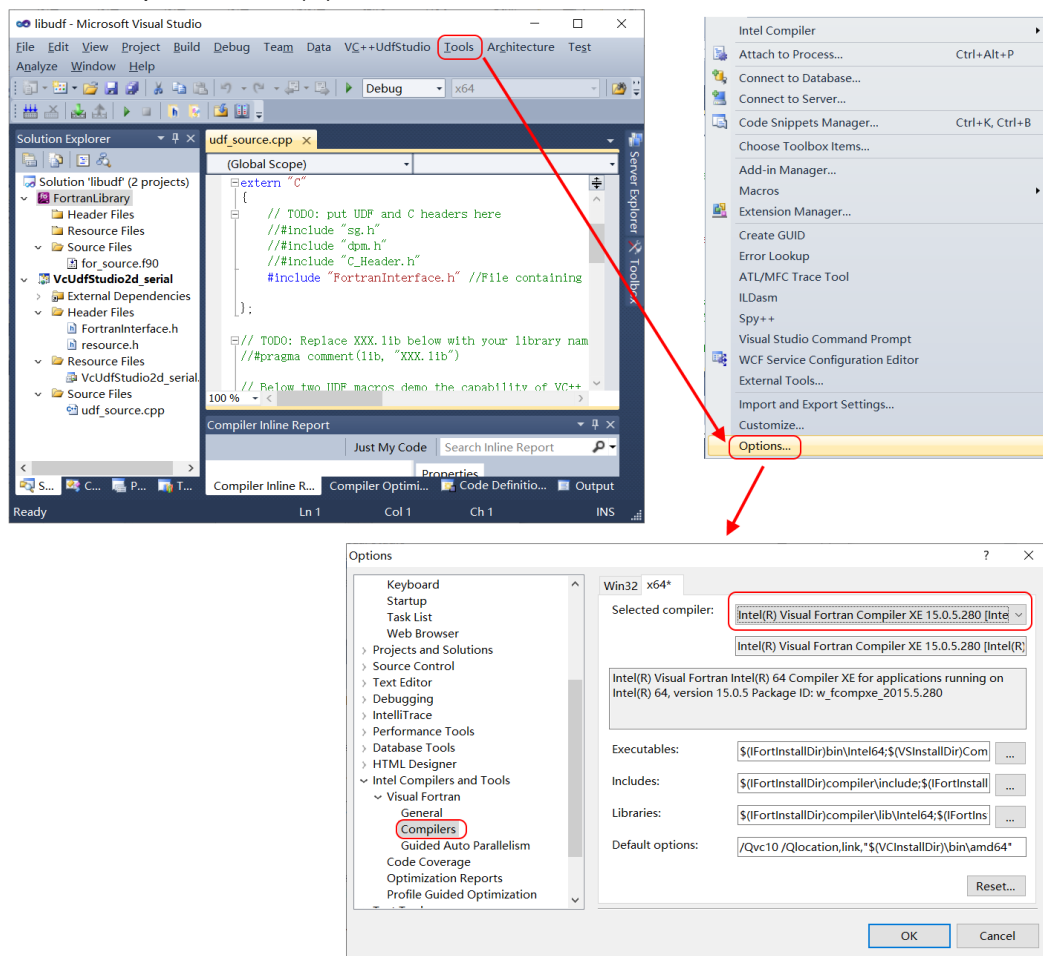 libudf - Microsoft Visual Studio
File Edit View Project Build Debug Team Data VC++UdfStudio Tools Architecture Test
Analyze Window Help
Debug x64
Solution Explorer
Solution 'libudf' (2 projects)
FortranLibrary
Header Files
Resource Files
Source Files
for_source.f90
VcUdfStudio2d_serial
External Dependencies
Header Files
FortranInterface.h
resource.h
Resource Files
VcUdfStudio2d_serial.
Source Files
udf_source.cpp
S... C... P... T...
udf_source.cpp
(Global Scope)
extern "C"
{
// TODO: put UDF and C headers here
//#include "sg.h"
//#include "dpm.h"
//#include "C_Header.h"
#include "FortranInterface.h" //File containing
};
// TODO: Replace XXX.lib below with your library nam
//#pragma comment(lib, "XXX.lib")
// Below two UDF macros demo the capability of VC++
100 %
Server Explorer
Toolbox
Compiler Inline Report
Just My Code Search Inline Report
Properties
Compiler Inline R... Compiler Optimi... Code Definitio... Output
Ready Ln 1 Col 1 Ch 1 INS
Intel Compiler
Attach to Process... Ctrl+Alt+P
Connect to Database...
Connect to Server...
Code Snippets Manager... Ctrl+K, Ctrl+B
Choose Toolbox Items...
Add-in Manager...
Macros
Extension Manager...
Create GUID
Error Lookup
ATL/MFC Trace Tool
ILDasm
Spy++
Visual Studio Command Prompt
WCF Service Configuration Editor
External Tools...
Import and Export Settings...
Customize...
Options...
Options ?
Keyboard
Startup
Task List
Web Browser
Projects and Solutions
Source Control
Text Editor
Debugging
IntelliTrace
Performance Tools
Database Tools
HTML Designer
Intel Compilers and Tools
Visual Fortran
General
Compilers
Guided Auto Parallelism
Code Coverage
Optimization Reports
Profile Guided Optimization
Win32 x64*
Selected compiler: Intel(R) Visual Fortran Compiler XE 15.0.5.280 [Inte
Intel(R) Visual Fortran Compiler XE 15.0.5.280 [Intel(R)
Intel(R) Visual Fortran Intel(R) 64 Compiler XE for applications running on
Intel(R) 64, version 15.0.5 Package ID: w_fcompxe_2015.5.280
Executables: $(IFortInstallDir)bin\Intel64;$(VSInstallDir)Com ...
Includes: $(IFortInstallDir)compiler\include;$(IFortInstall ...
Libraries: $(IFortInstallDir)compiler\lib\Intel64;$(IFortIns ...
Default options: /Qvc10 /Qlocation,link,"$(VCInstallDir)\bin\amd64"
Reset...
OK Cancel